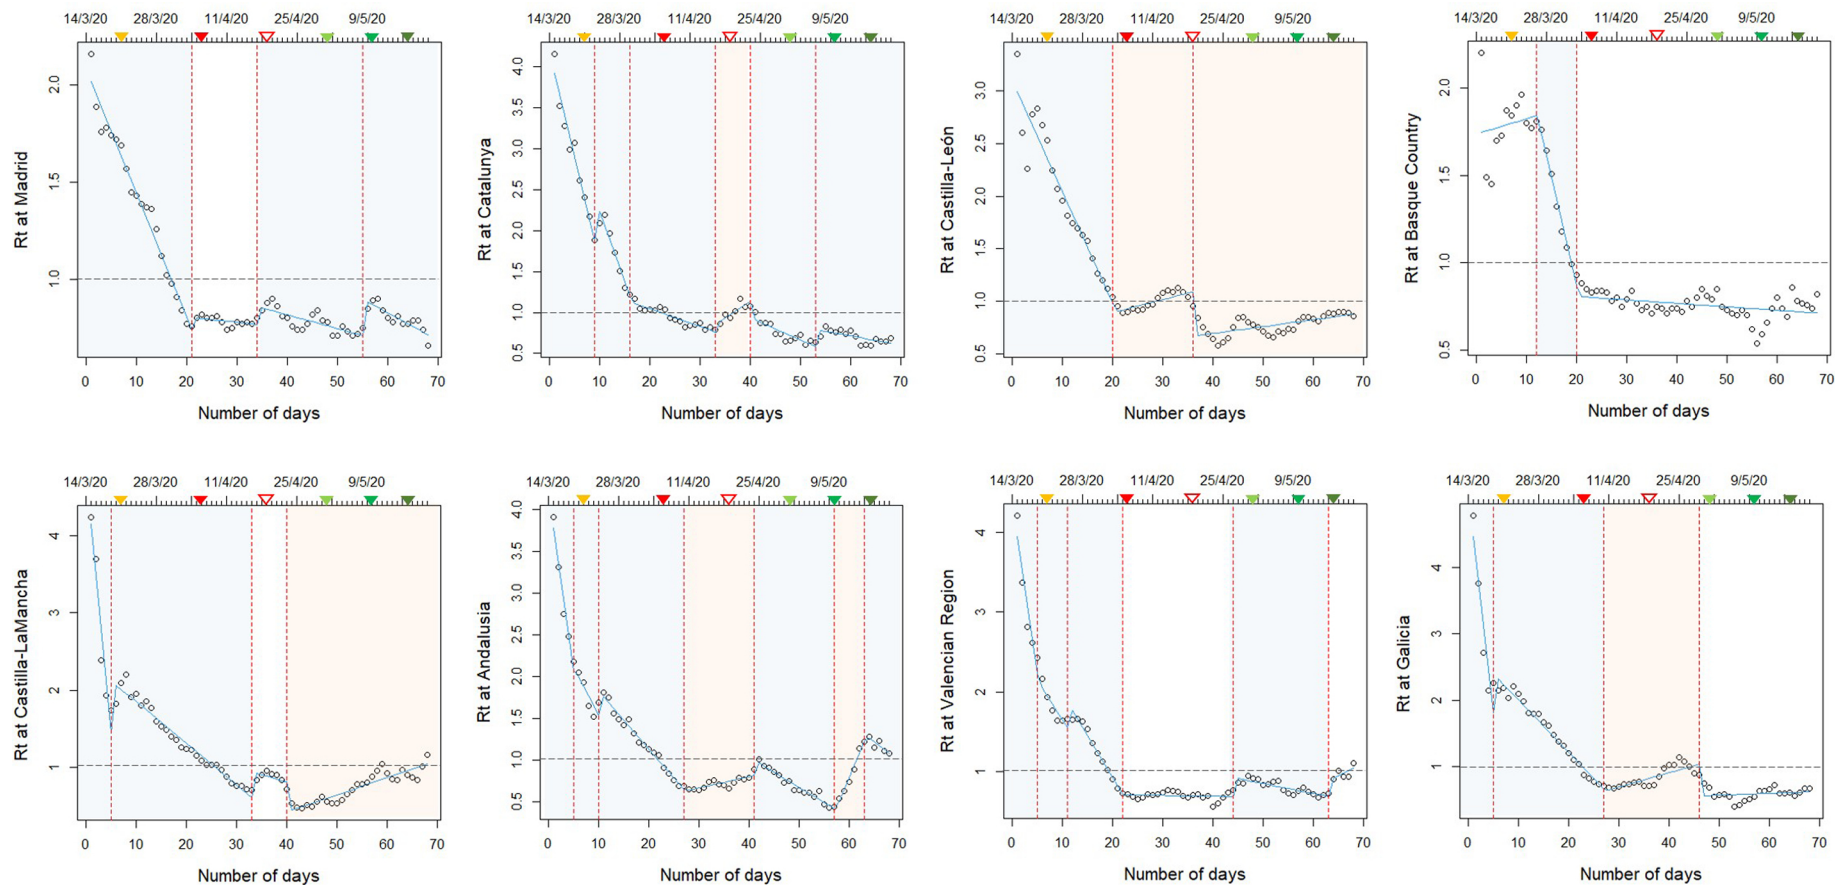 14/3/20 28/3/20 11/4/20 25/4/20 9/5/20
Rt at Madrid
2.0
1.5
1.0
0 10 20 30 40 50 60 70
Number of days
14/3/20 28/3/20 11/4/20 25/4/20 9/5/20
Rt at Catalunya
4.0
3.5
3.0
2.5
2.0
1.5
1.0
0.5
0 10 20 30 40 50 60 70
Number of days
14/3/20 28/3/20 11/4/20 25/4/20 9/5/20
Rt at Castilla-León
3.0
2.5
2.0
1.5
1.0
0.5
0 10 20 30 40 50 60 70
Number of days
14/3/20 28/3/20 11/4/20 25/4/20 9/5/20
Rt at Basque Country
2.0
1.5
1.0
0.5
0 10 20 30 40 50 60 70
Number of days
14/3/20 28/3/20 11/4/20 25/4/20 9/5/20
Rt at Castilla-LaMancha
4
3
2
1
0 10 20 30 40 50 60 70
Number of days
14/3/20 28/3/20 11/4/20 25/4/20 9/5/20
Rt at Andalusia
4.0
3.5
3.0
2.5
2.0
1.5
1.0
0.5
0 10 20 30 40 50 60 70
Number of days
14/3/20 28/3/20 11/4/20 25/4/20 9/5/20
Rt at Valencian Region
4
3
2
1
0 10 20 30 40 50 60 70
Number of days
14/3/20 28/3/20 11/4/20 25/4/20 9/5/20
Rt at Galicia
4
3
2
1
0 10 20 30 40 50 60 70
Number of days